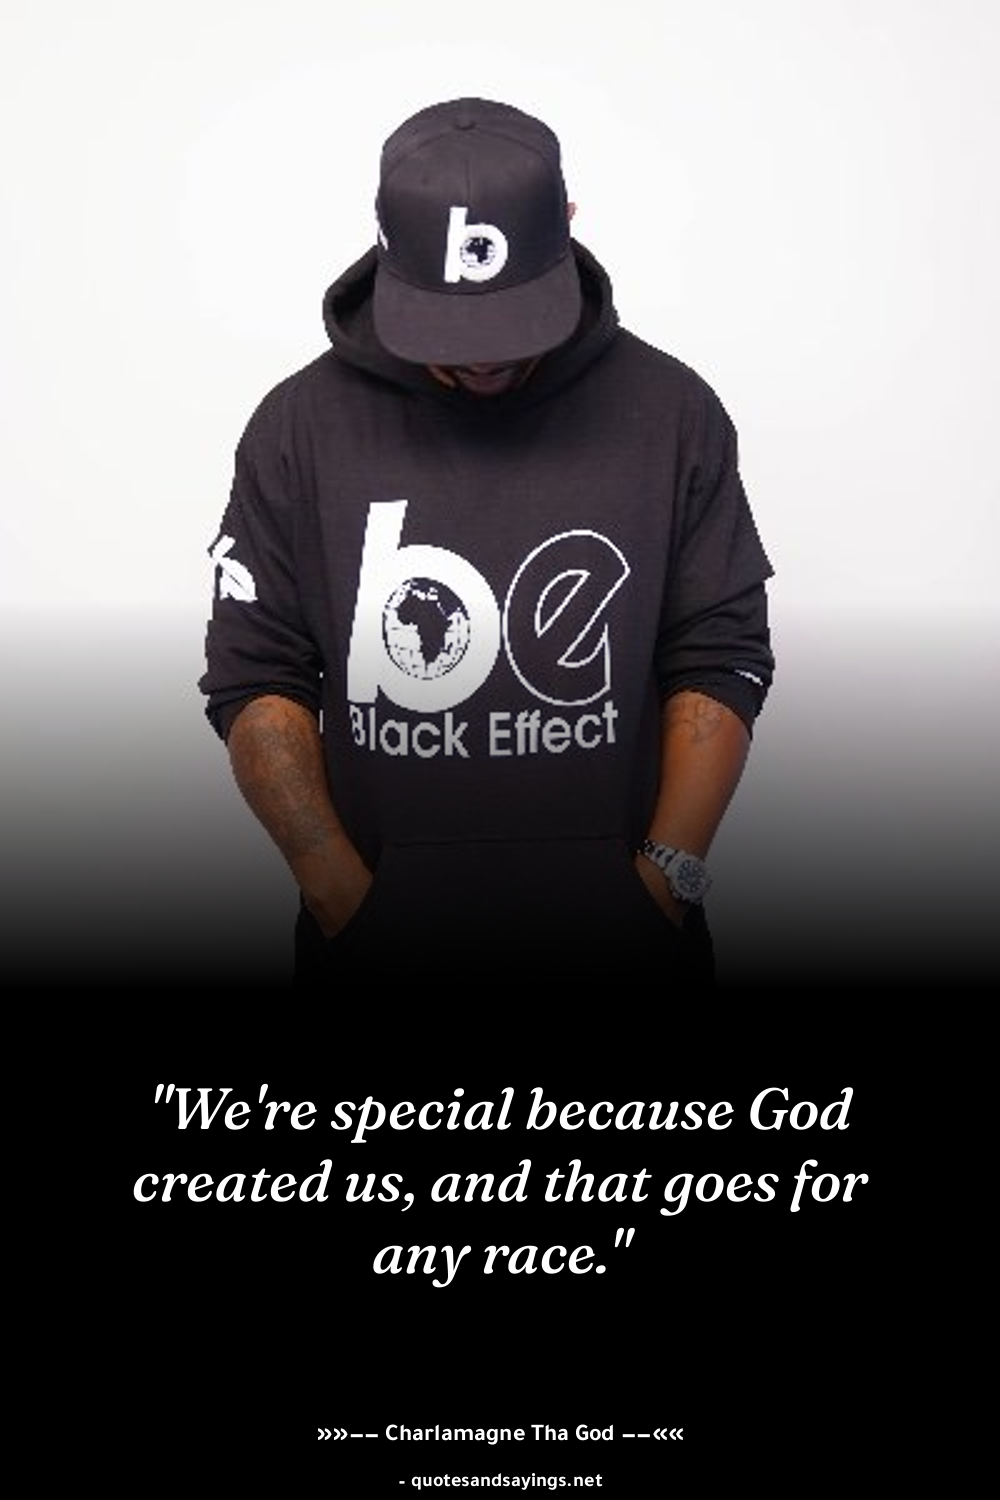 b
be
Black Effect
"We're special because God
created us, and that goes for
any race."
»»−− Charlamagne Tha God −−««
- quotesandsayings.net